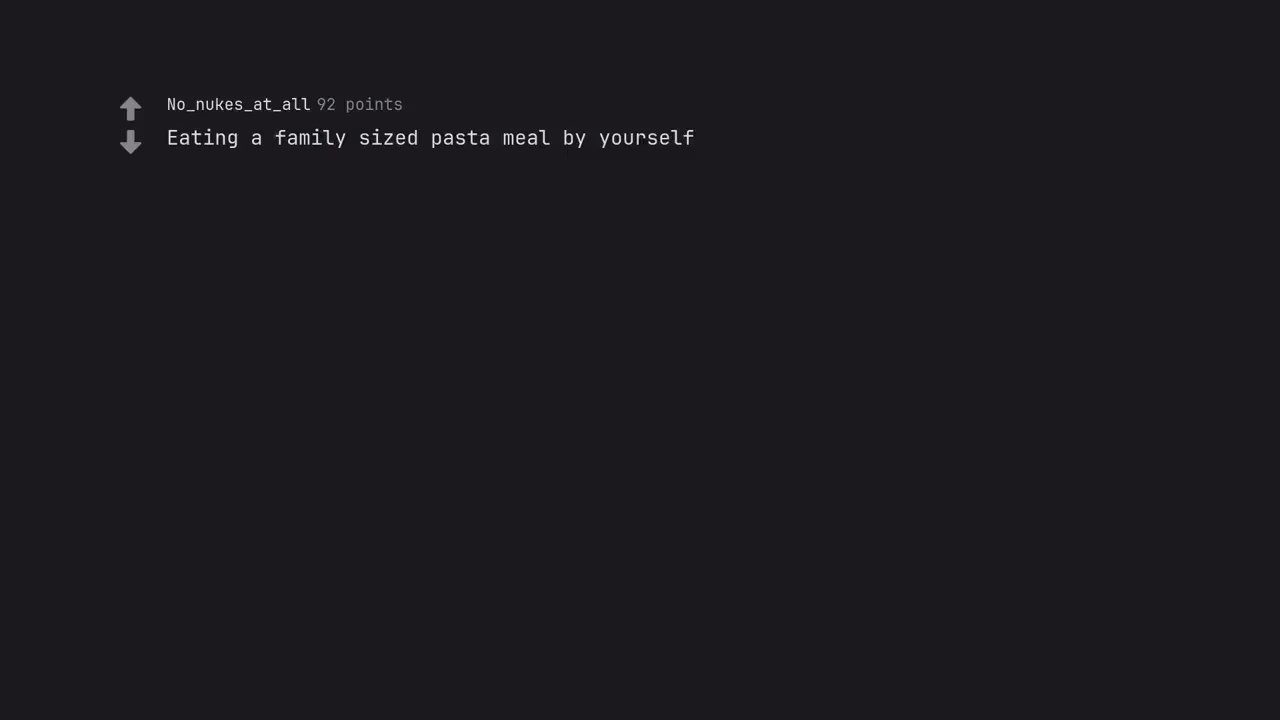 No_nukes_at_all 92 points
Eating a family sized pasta meal by yourself